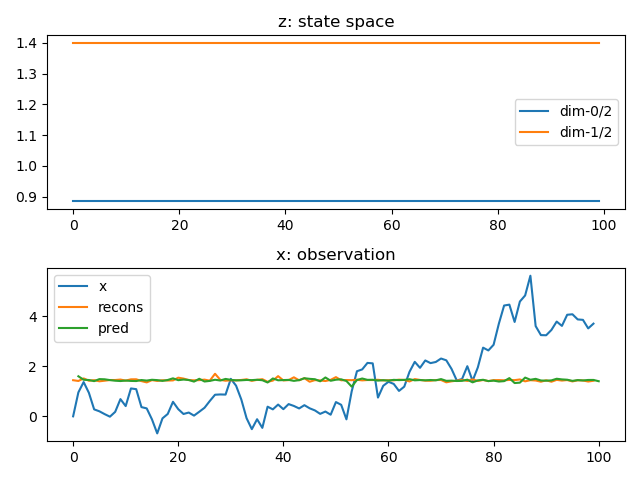 z: state space
1.4
1.3
1.2
1.1
1.0
0.9
dim-0/2
dim-1/2
0 20 40 60 80 100
x: observation
x
recons
pred
4
2
0
0 20 40 60 80 100